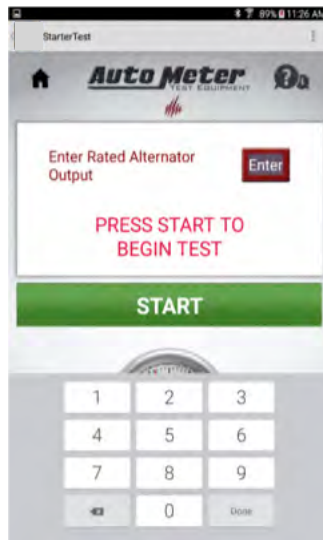 89% 11:26 AM
StarterTest
Auto Meter
TEST EQUIPMENT
Enter Rated Alternator
Output
Enter
PRESS START TO
BEGIN TEST
START
1 2 3
4 5 6
7 8 9
0 Done